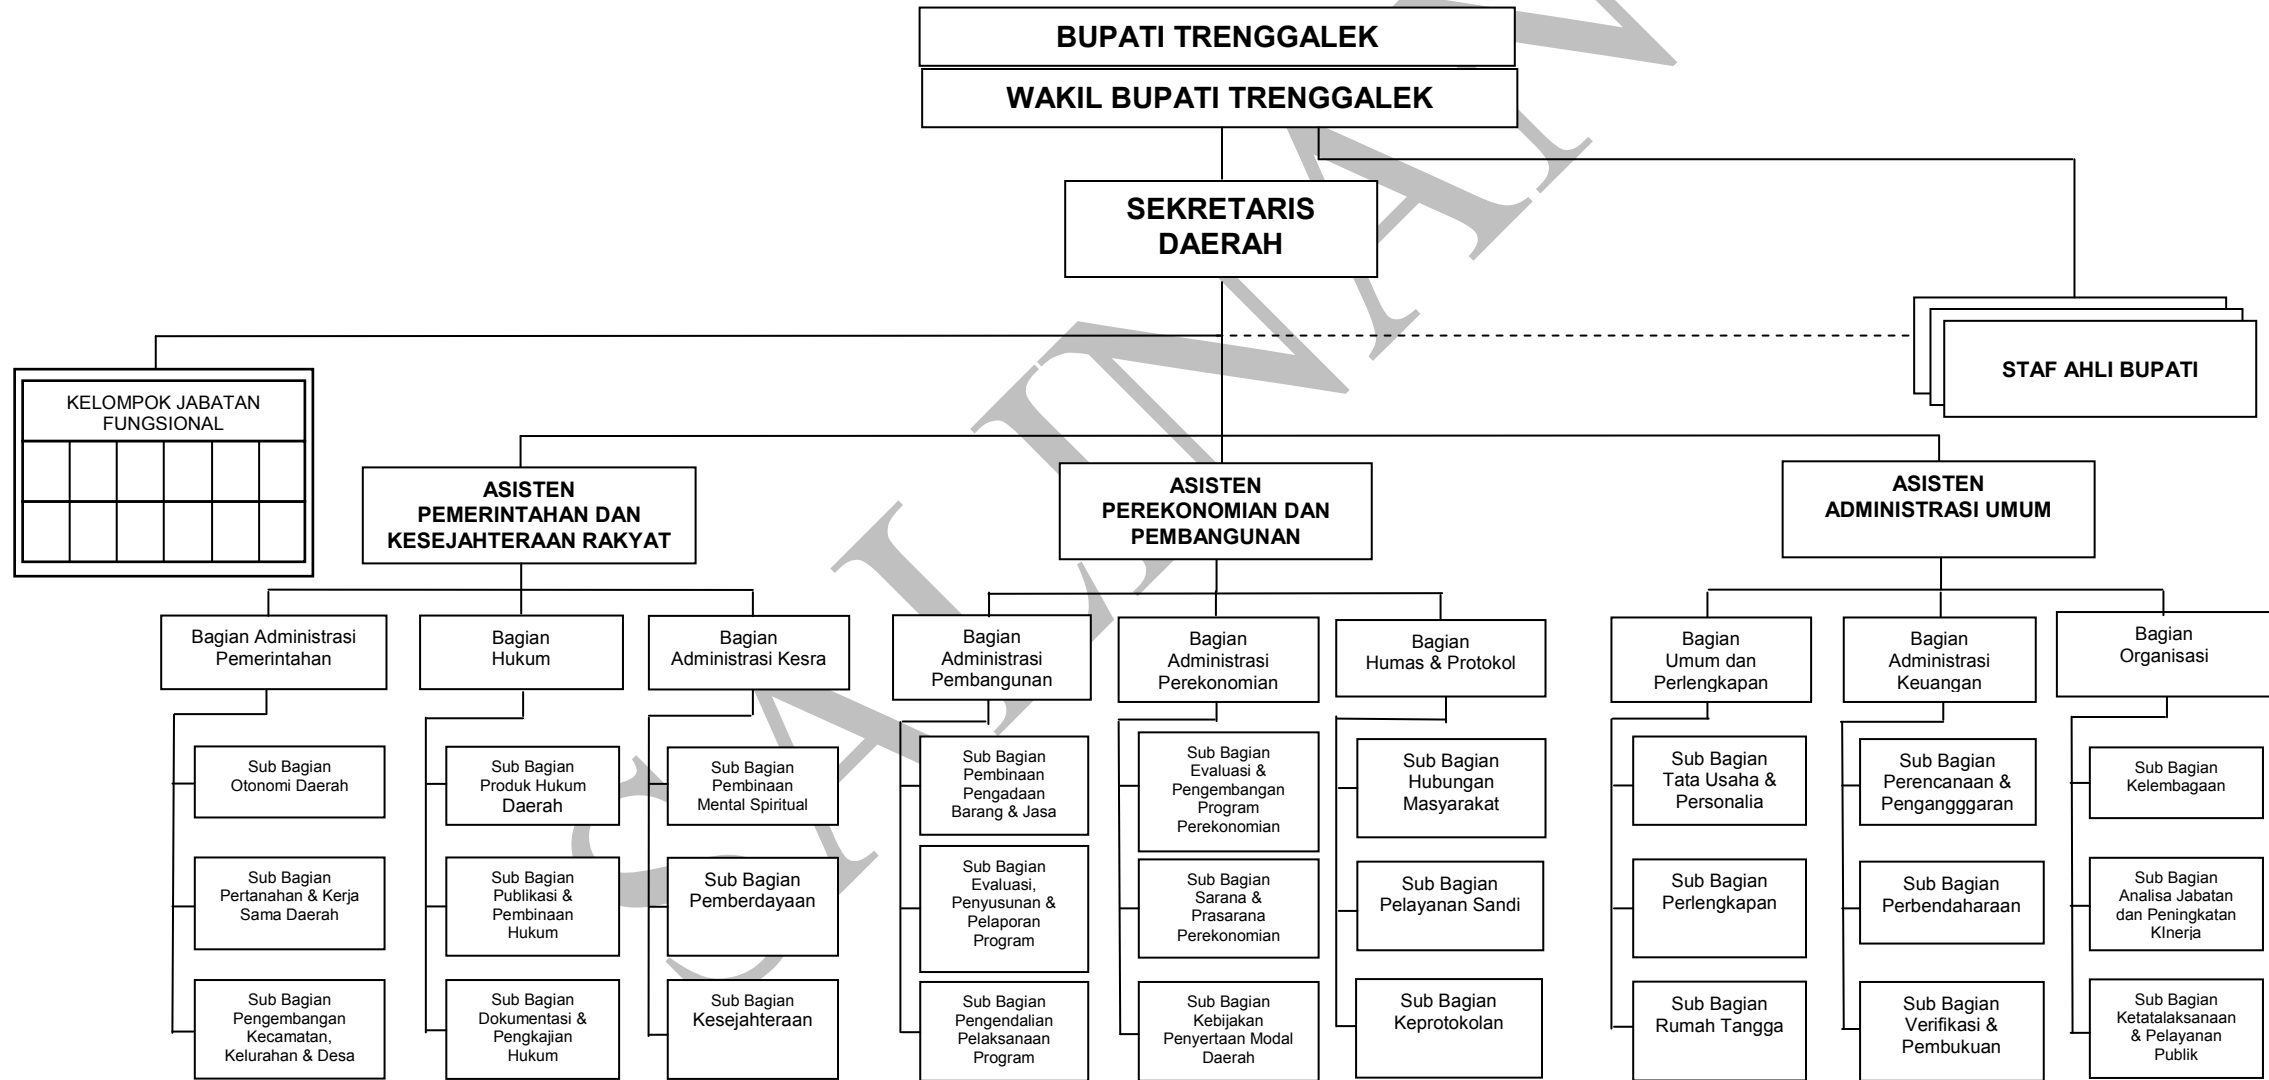 BUPATI TRENGGALEK
WAKIL BUPATI TRENGGALEK
SEKRETARIS
DAERAH
STAF AHLI BUPATI
KELOMPOK JABATAN
FUNGSIONAL
ASISTEN
PEMERINTAHAN DAN
KESEJAHTERAAN RAKYAT
ASISTEN
PEREKONOMIAN DAN
PEMBANGUNAN
ASISTEN
ADMINISTRASI UMUM
Bagian Administrasi
Pemerintahan
Bagian
Hukum
Bagian
Administrasi Kesra
Bagian
Administrasi
Pembangunan
Bagian
Administrasi
Perekonomian
Bagian
Humas & Protokol
Bagian
Umum dan
Perlengkapan
Bagian
Administrasi
Keuangan
Bagian
Organisasi
Sub Bagian
Otonomi Daerah
Sub Bagian
Produk Hukum
Daerah
Sub Bagian
Pembinaan
Mental Spiritual
Sub Bagian
Pembinaan
Pengadaan
Barang & Jasa
Sub Bagian
Evaluasi &
Pengembangan
Program
Perekonomian
Sub Bagian
Hubungan
Masyarakat
Sub Bagian
Tata Usaha &
Personalia
Sub Bagian
Perencanaan &
Pengangggaran
Sub Bagian
Kelembagaan
Sub Bagian
Pertanahan & Kerja
Sama Daerah
Sub Bagian
Publikasi &
Pembinaan
Hukum
Sub Bagian
Pemberdayaan
Sub Bagian
Evaluasi,
Penyusunan &
Pelaporan
Program
Sub Bagian
Sarana &
Prasarana
Perekonomian
Sub Bagian
Pelayanan Sandi
Sub Bagian
Perlengkapan
Sub Bagian
Perbendaharaan
Sub Bagian
Analisa Jabatan
dan Peningkatan
KInerja
Sub Bagian
Pengembangan
Kecamatan,
Kelurahan & Desa
Sub Bagian
Dokumentasi &
Pengkajian
Hukum
Sub Bagian
Kesejahteraan
Sub Bagian
Pengendalian
Pelaksanaan
Program
Sub Bagian
Kebijakan
Penyertaan Modal
Daerah
Sub Bagian
Keprotokolan
Sub Bagian
Rumah Tangga
Sub Bagian
Verifikasi &
Pembukuan
Sub Bagian
Ketatalaksanaan
& Pelayanan
Publik
SALINAN